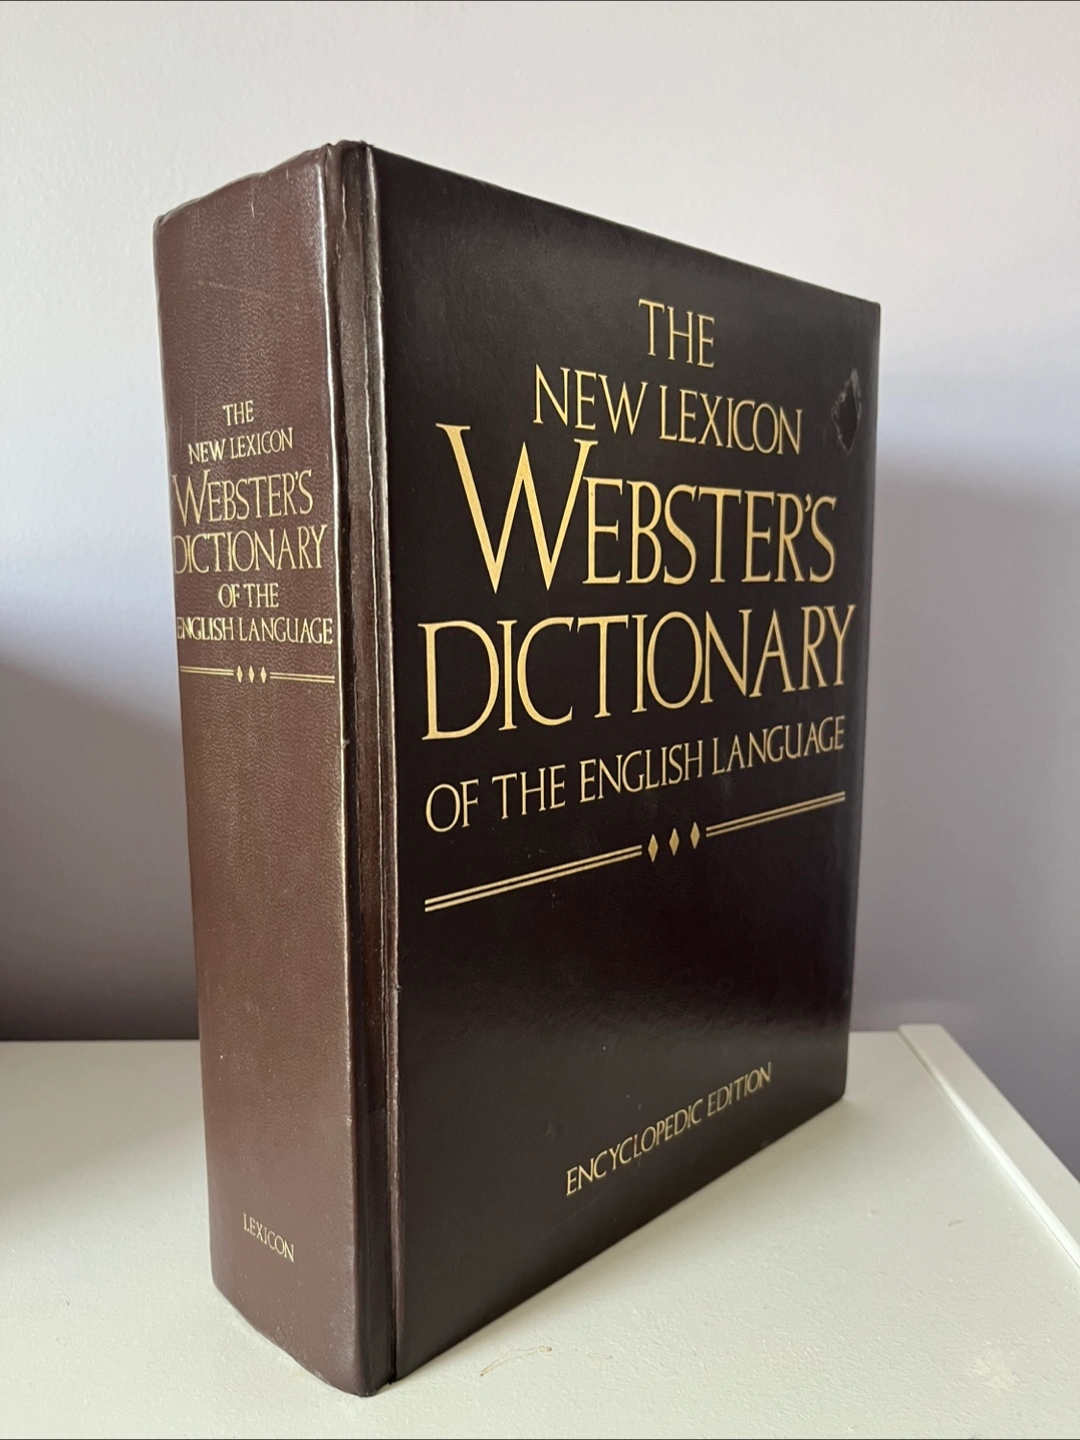 THE
NEW LEXICON
WEBSTER'S
DICTIONARY
OF THE
ENGLISH LANGUAGE
LEXICON
THE
NEW LEXICON
WEBSTER'S
DICTIONARY
OF THE ENGLISH LANGUAGE
ENCYCLOPEDIC EDITION